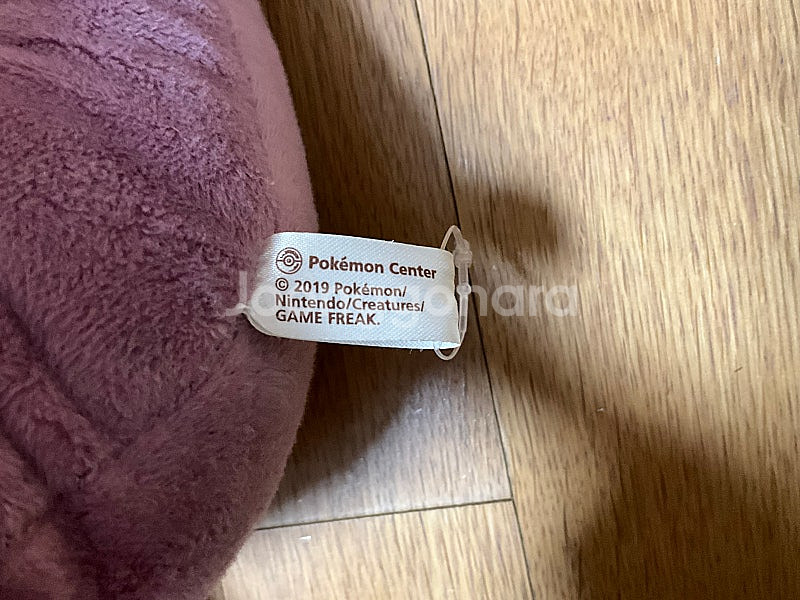 Pokémon Center
© 2019 Pokémon/
Nintendo/Creatures/
GAME FREAK.